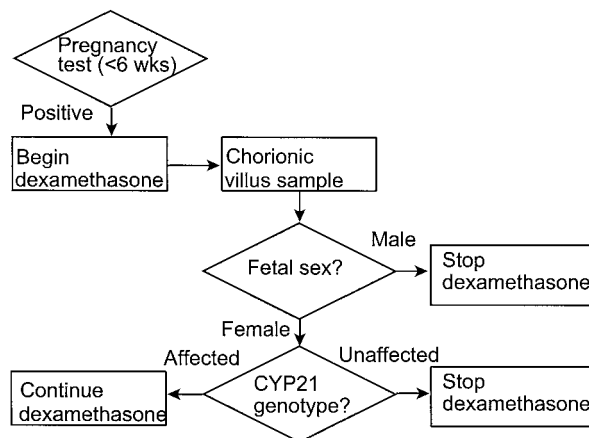 Pregnancy
test (<6 wks)
Positive
Begin
dexamethasone
Chorionic
villus sample
Fetal sex?
Male
Stop
dexamethasone
Female
Affected
Unaffected
CYP21
genotype?
Continue
dexamethasone
Stop
dexamethasone